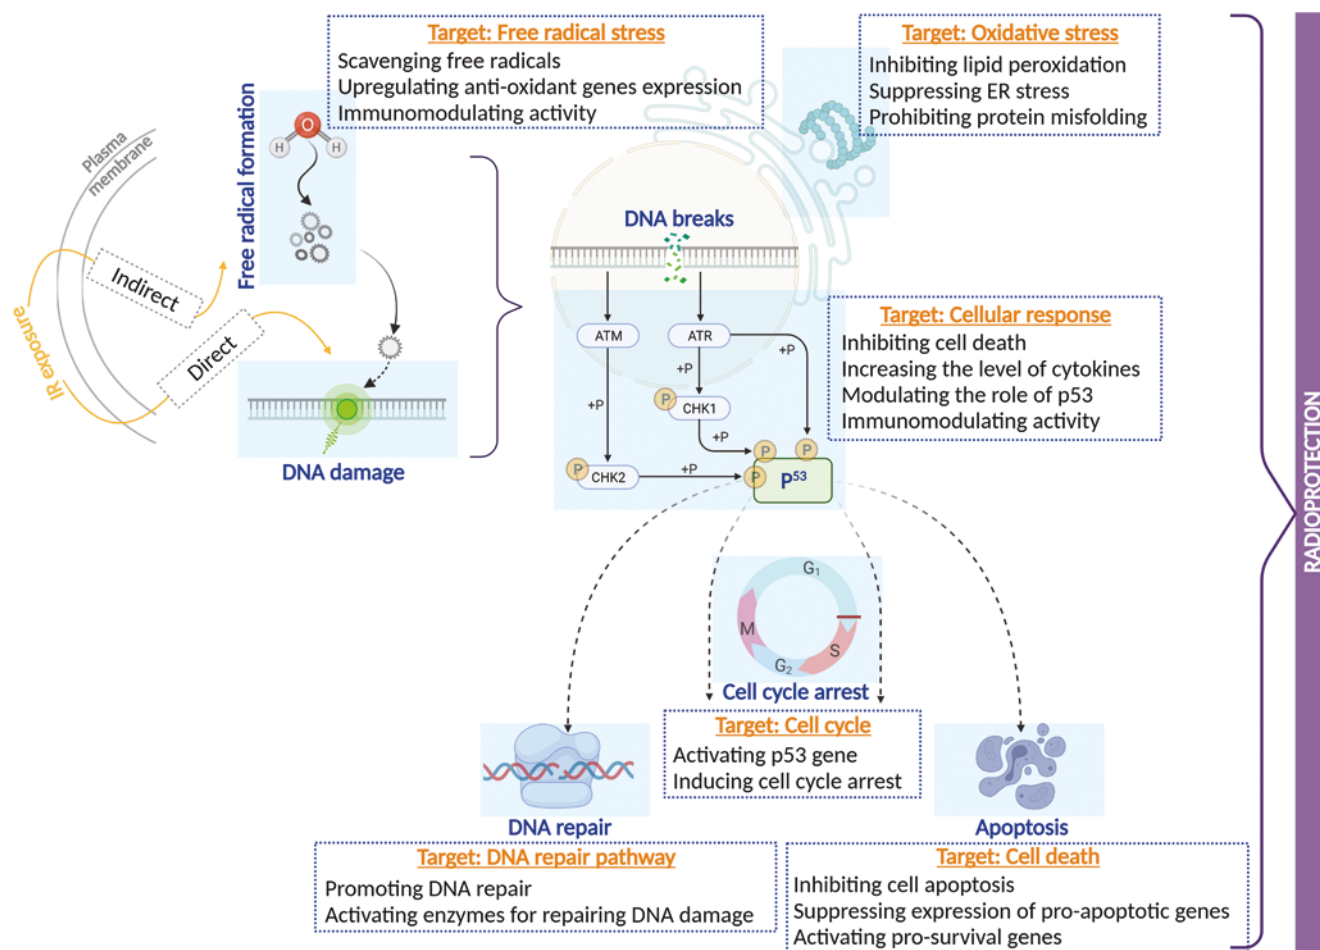 Target: Free radical stress
Scavenging free radicals
Upregulating anti-oxidant genes expression
Immunomodulating activity
Target: Oxidative stress
Inhibiting lipid peroxidation
Suppressing ER stress
Prohibiting protein misfolding
Plasma
membrane
Free radical formation
O
H
H
Indirect
Direct
IR exposure
DNA damage
DNA breaks
ATM
ATR
+P
+P
+P
P
CHK1
+P
P
CHK2
+P
P
P
P
P53
Target: Cellular response
Inhibiting cell death
Increasing the level of cytokines
Modulating the role of p53
Immunomodulating activity
G1
M
S
G2
Cell cycle arrest
Target: Cell cycle
Activating p53 gene
Inducing cell cycle arrest
DNA repair
Target: DNA repair pathway
Promoting DNA repair
Activating enzymes for repairing DNA damage
Apoptosis
Target: Cell death
Inhibiting cell apoptosis
Suppressing expression of pro-apoptotic genes
Activating pro-survival genes
RADIOPROTECTION